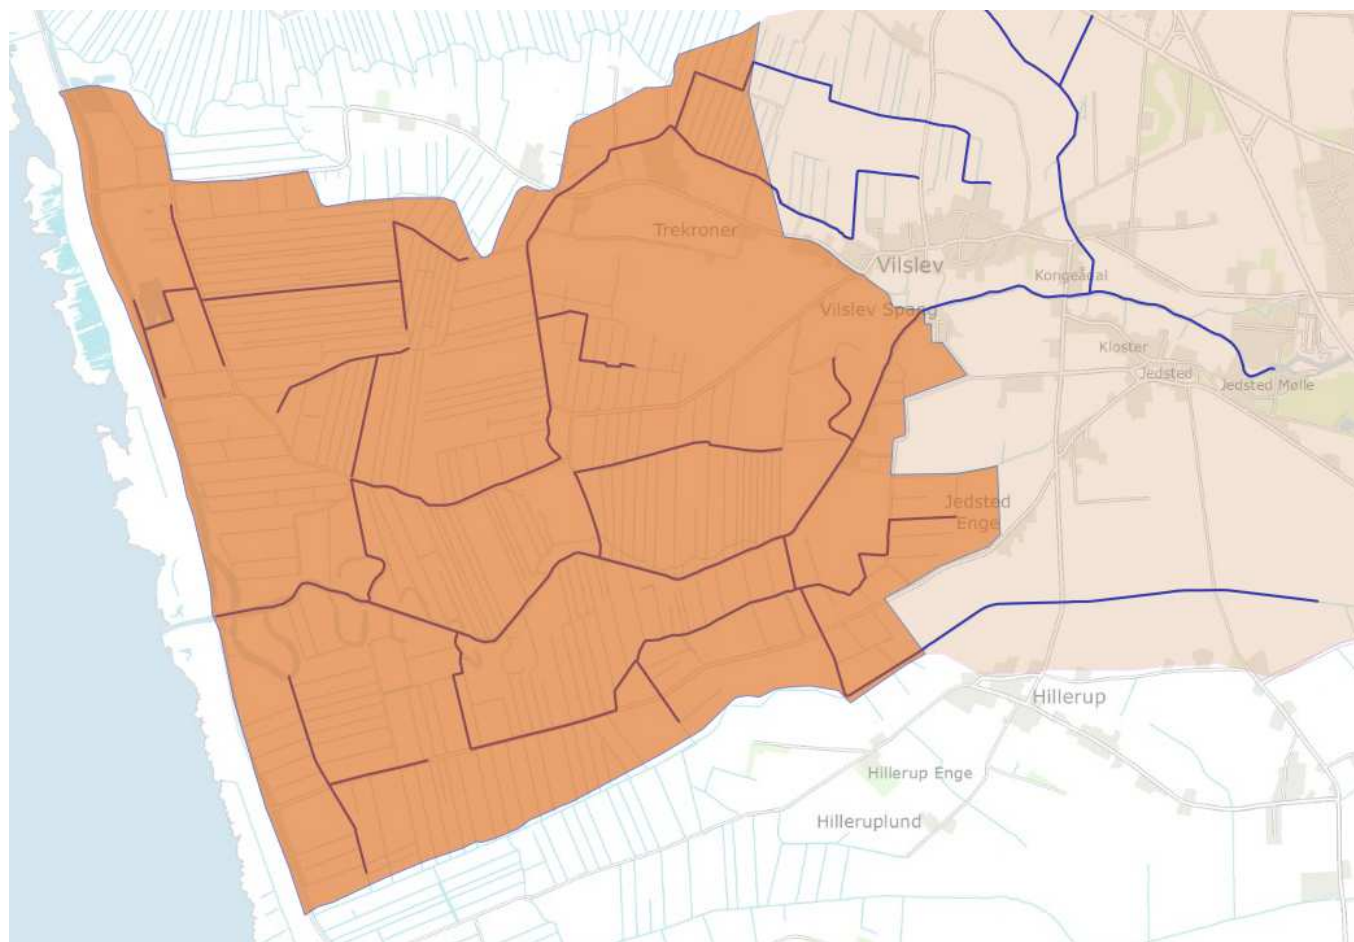 Trekroner
Vilslev
Kongeådal
Vilslev Spang
Kloster
Jedsted
Jedsted Mølle
Jedsted
Enge
Hillerup
Hillerup Enge
Hilleruplund